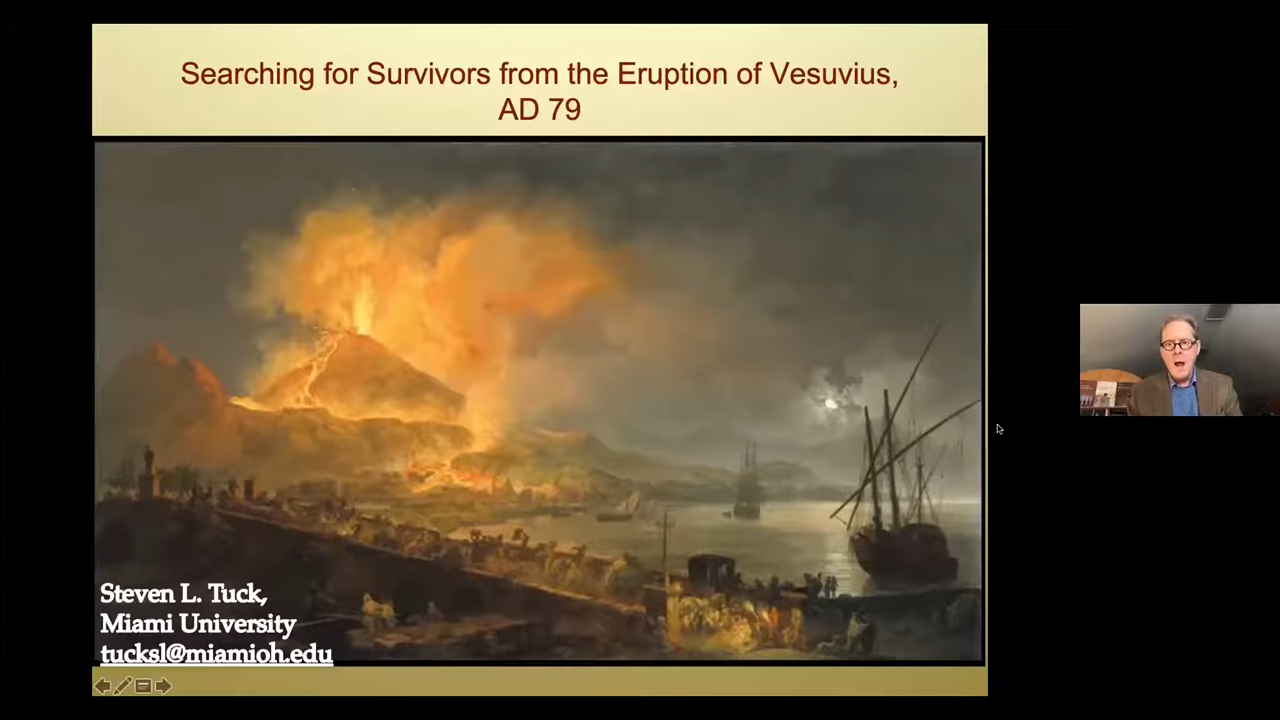 Searching for Survivors from the Eruption of Vesuvius,
AD 79
Steven L. Tuck,
Miami University
tucksl@miamioh.edu